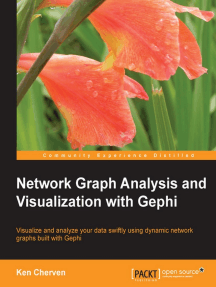 Community Experience Distilled
Network Graph Analysis and
Visualization with Gephi
Visualize and analyze your data swiftly using dynamic network
graphs built with Gephi
Ken Cherven
PACKT open source
PUBLISHING